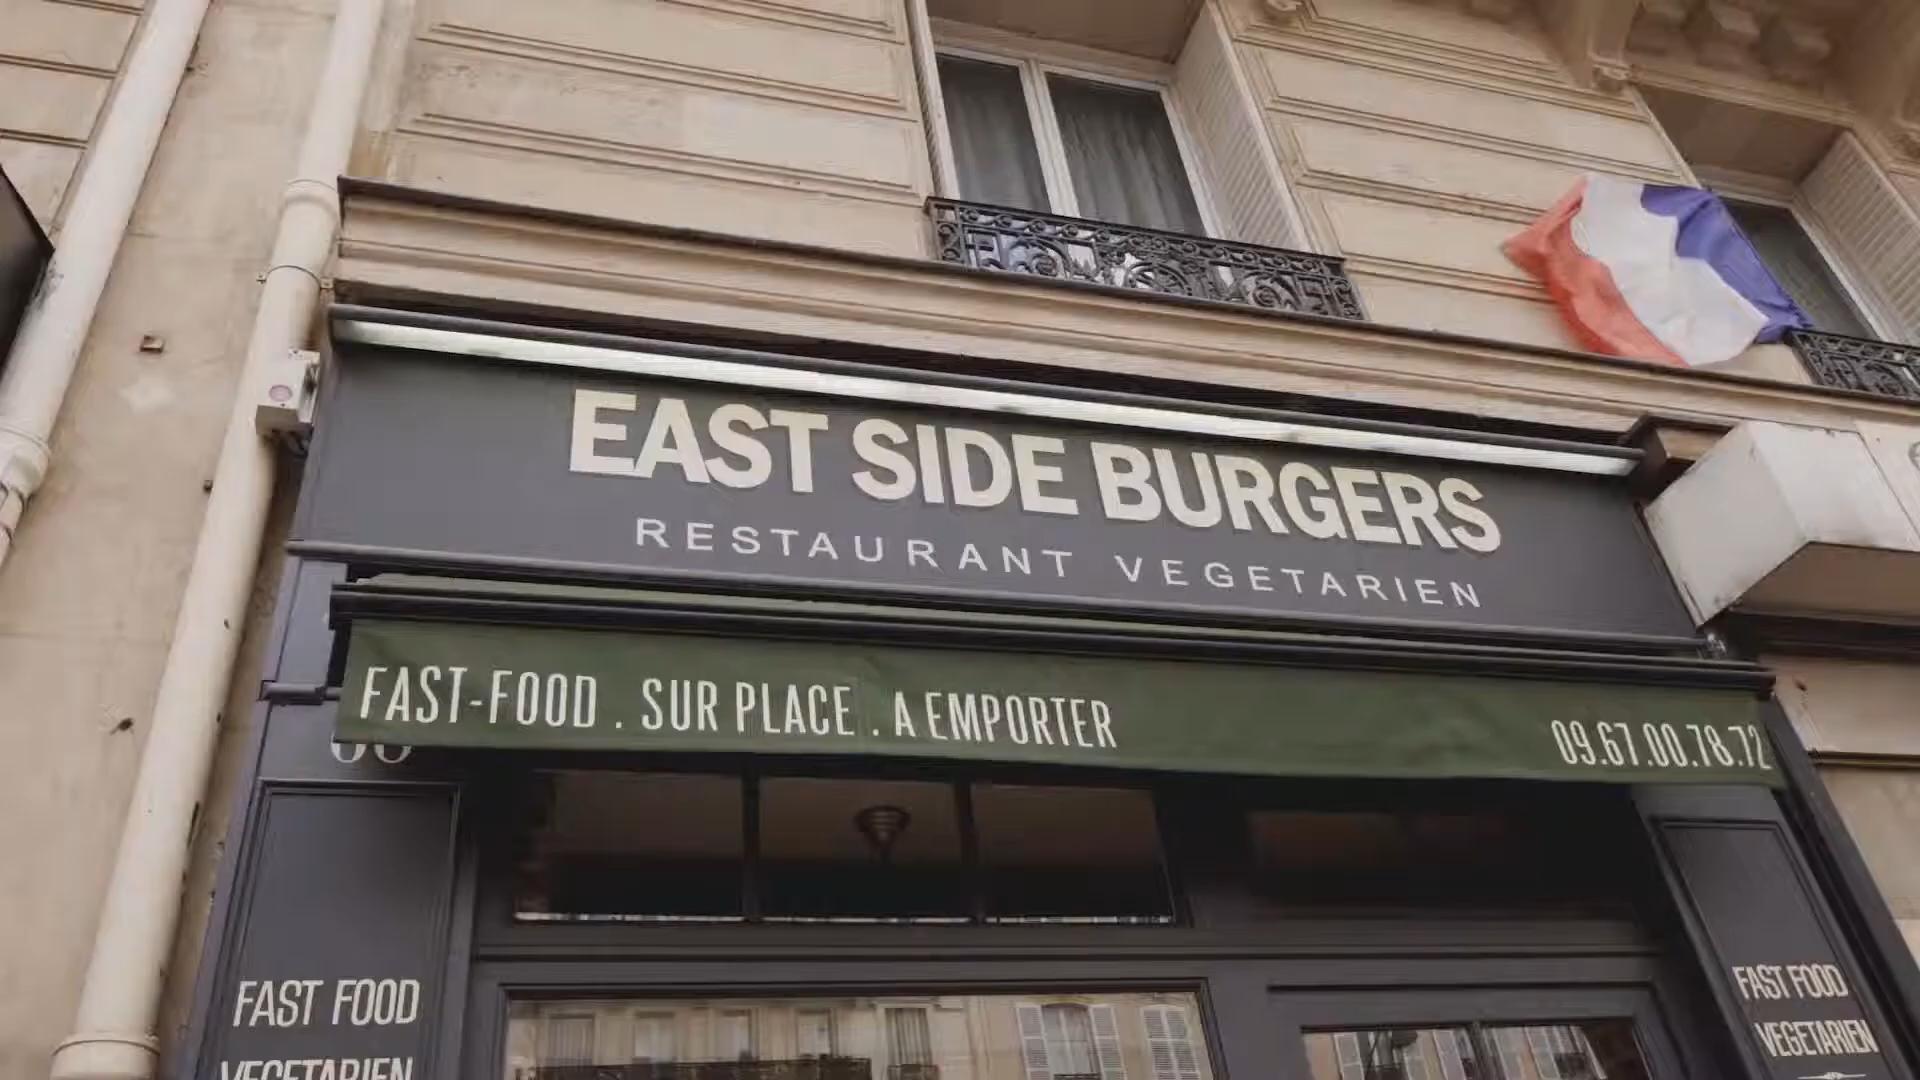 EAST SIDE BURGERS
RESTAURANT VEGETARIEN
FAST-FOOD . SUR PLACE . A EMPORTER
09.67.00.78.72
FAST FOOD
VEGETARIEN
FAST FOOD
VEGETARIEN